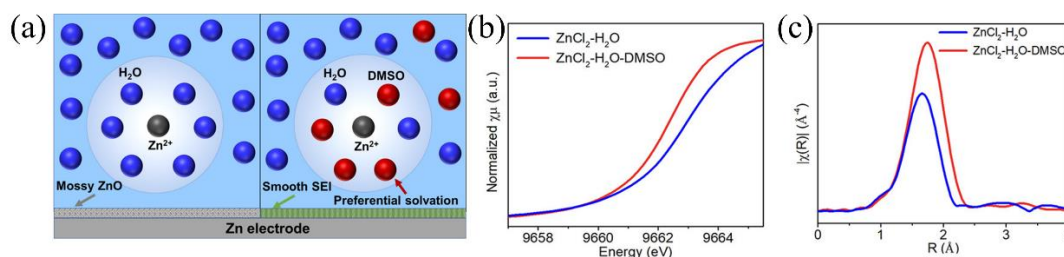 (a)
H₂O
Zn²⁺
Mossy ZnO
H₂O DMSO
Zn²⁺
Smooth SEI
Preferential solvation
Zn electrode
(b)
ZnCl₂-H₂O
ZnCl₂-H₂O-DMSO
Normalized χμ (a.u.)
9658 9660 9662 9664
Energy (eV)
(c)
ZnCl₂-H₂O
ZnCl₂-H₂O-DMSO
|χ(R)| (Å⁻⁴)
0 1 2 3
R (Å)